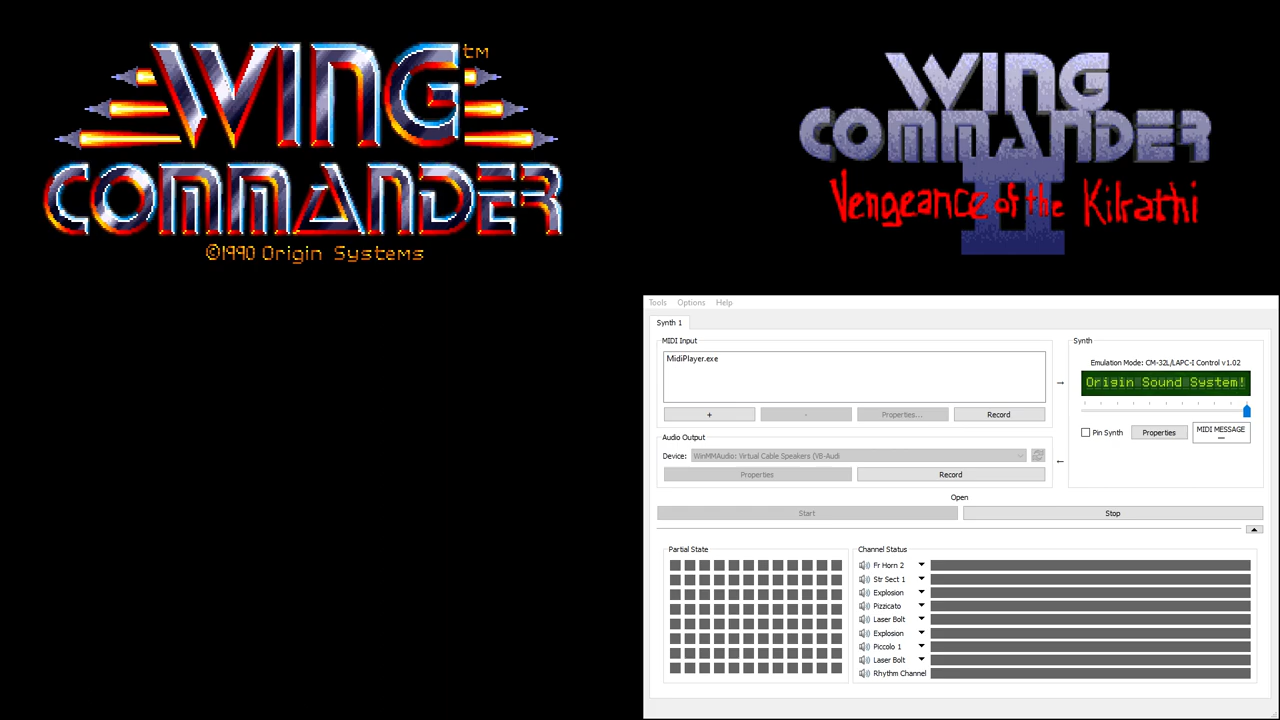 WING™
COMMANDER
©1990 Origin Systems
WING
COMMANDER
II
Vengeance of the Kilrathi
Tools Options Help
Synth 1
MIDI Input
MidiPlayer.exe
+ - Properties... Record
Audio Output
Device: WinMMAudio: Virtual Cable Speakers (VB-Audi
Properties Record
Synth
Emulation Mode: CM-32L/LAPC-I Control v1.02
Origin Sound System!
Pin Synth Properties MIDI MESSAGE
Open
Start Stop
Partial State
Channel Status
Fr Horn 2
Str Sect 1
Explosion
Pizzicato
Laser Bolt
Explosion
Piccolo 1
Laser Bolt
Rhythm Channel